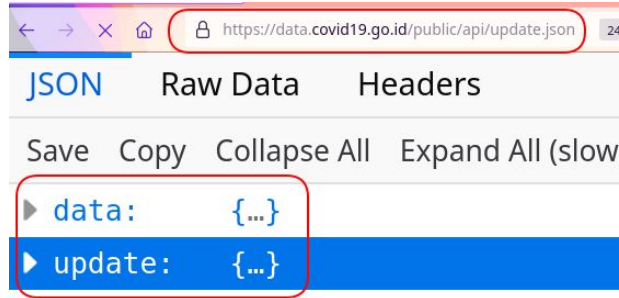 https://data.covid19.go.id/public/api/update.json 24
JSON Raw Data Headers
Save Copy Collapse All Expand All (slow
data: {…}
update: {…}